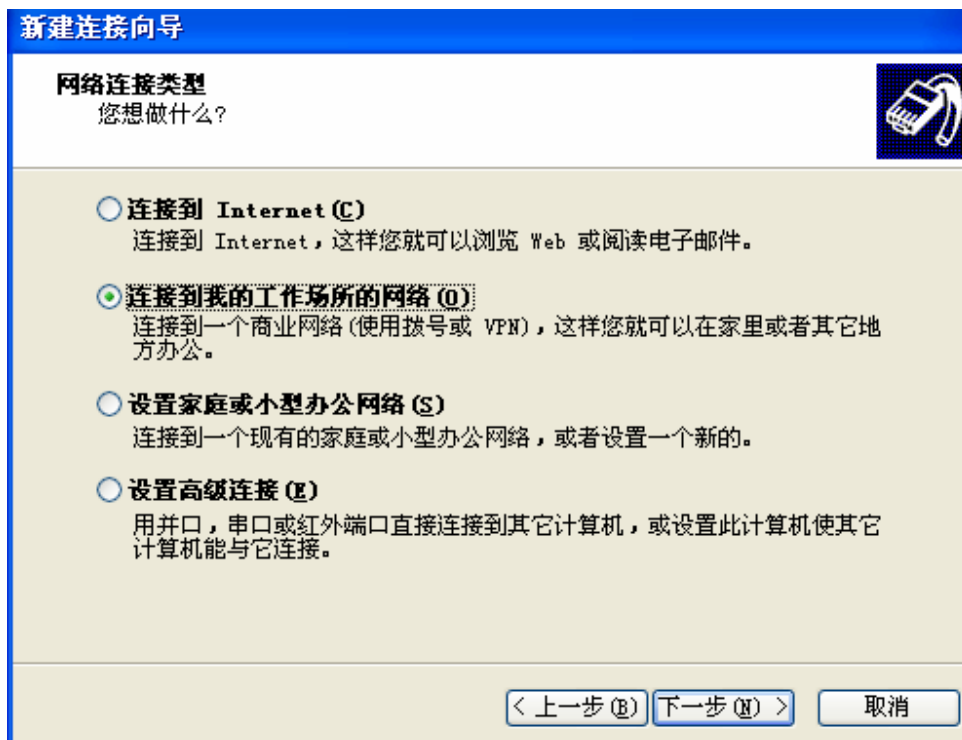 新建连接向导
网络连接类型
您想做什么?
连接到 Internet(C)
连接到 Internet，这样您就可以浏览 Web 或阅读电子邮件。
连接到我的工作场所的网络(O)
连接到一个商业网络(使用拨号或 VPN)，这样您就可以在家里或者其它地
方办公。
设置家庭或小型办公网络(S)
连接到一个现有的家庭或小型办公网络，或者设置一个新的。
设置高级连接(E)
用并口，串口或红外端口直接连接到其它计算机，或设置此计算机使其它
计算机能与它连接。
< 上一步(B) 下一步(N) > 取消